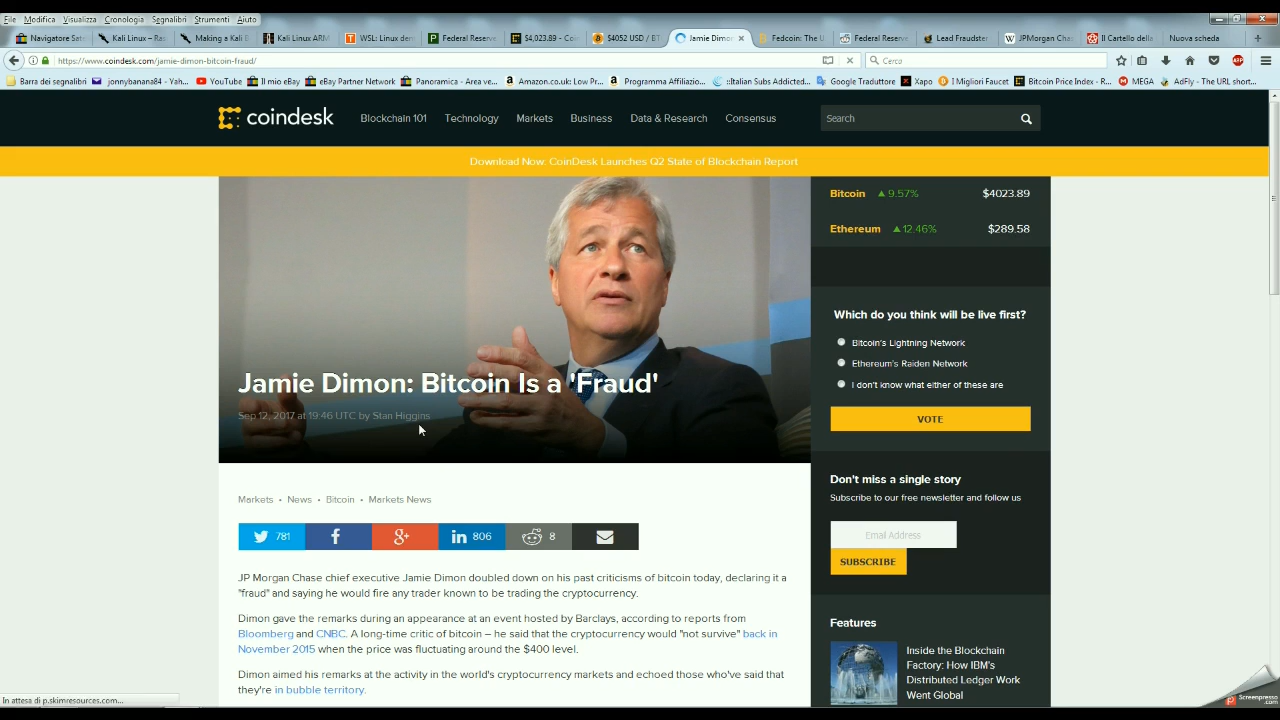 File Modifica Visualizza Cronologia Segnalibri Strumenti Aiuto
Navigatore Sate Kali Linux – Ras Making a Kali B Kali Linux ARM WSL: Linux dent Federal Reserve $4,023.89 – Coin $4052 USD / BT Jamie Dimon Fedcoin: The U. Federal Reserve Lead Fraudster JPMorgan Chas Il Cartello della Nuova scheda
https://www.coindesk.com/jamie-dimon-bitcoin-fraud/ Cerca
Barra dei segnalibri jonnybanana84 - Yah... YouTube Il mio eBay eBay Partner Network Panoramica - Area ve... Amazon.co.uk: Low Pr... Programma Affiliazio... ::Italian Subs Addicted... Google Traduttore Xapo I Migliori Faucet Bitcoin Price Index - R... MEGA AdFly - The URL short...
coindesk Blockchain 101 Technology Markets Business Data & Research Consensus Search
Download Now: CoinDesk Launches Q2 State of Blockchain Report
Bitcoin 9.57% $4023.89
Ethereum 12.46% $289.58
Jamie Dimon: Bitcoin Is a 'Fraud'
Sep 12, 2017 at 19:46 UTC by Stan Higgins
Markets • News • Bitcoin • Markets News
781 806 8
JP Morgan Chase chief executive Jamie Dimon doubled down on his past criticisms of bitcoin today, declaring it a
"fraud" and saying he would fire any trader known to be trading the cryptocurrency.
Dimon gave the remarks during an appearance at an event hosted by Barclays, according to reports from
Bloomberg and CNBC. A long-time critic of bitcoin – he said that the cryptocurrency would "not survive" back in
November 2015 when the price was fluctuating around the $400 level.
Dimon aimed his remarks at the activity in the world's cryptocurrency markets and echoed those who've said that
they're in bubble territory.
Which do you think will be live first?
Bitcoin's Lightning Network
Ethereum's Raiden Network
I don't know what either of these are
VOTE
Don't miss a single story
Subscribe to our free newsletter and follow us
Email Address
SUBSCRIBE
Features
Inside the Blockchain
Factory: How IBM's
Distributed Ledger Work
Went Global
In attesa di p.skimresources.com...
Screenpresso
.com